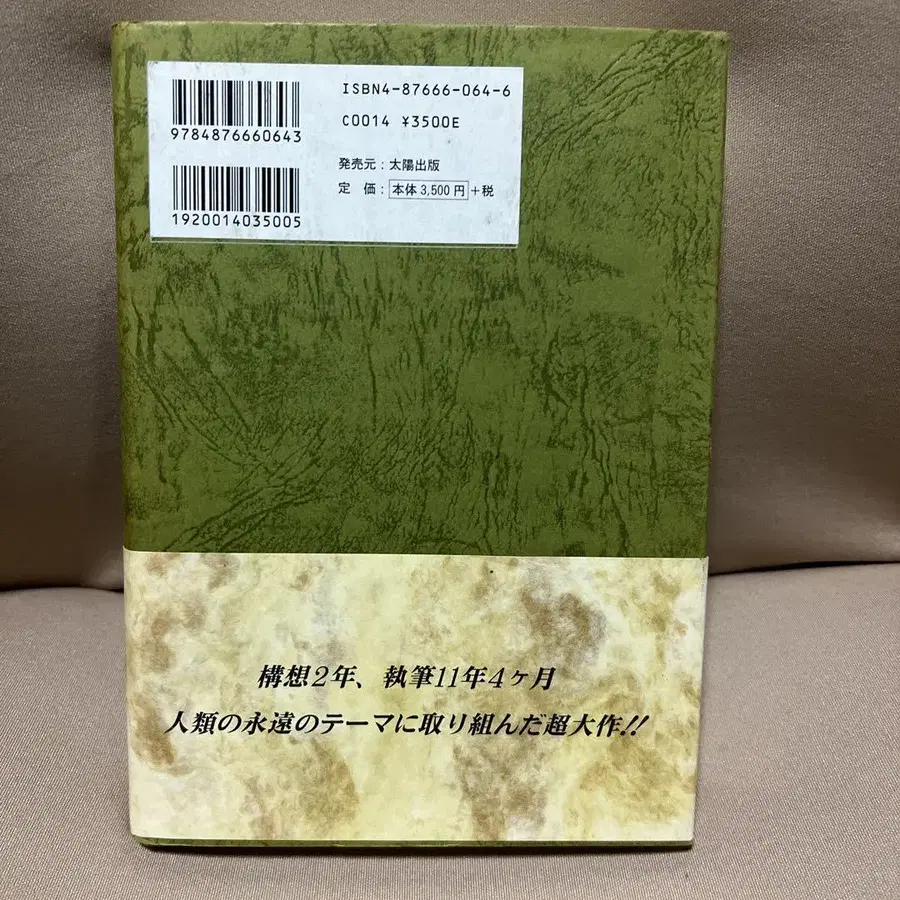 9784876660643
1920014035005
ISBN4-87666-064-6
C0014 ¥3500E
発売元：太陽出版
定 価：本体3,500円+税
構想2年、執筆11年4ヶ月
人類の永遠のテーマに取り組んだ超大作!!